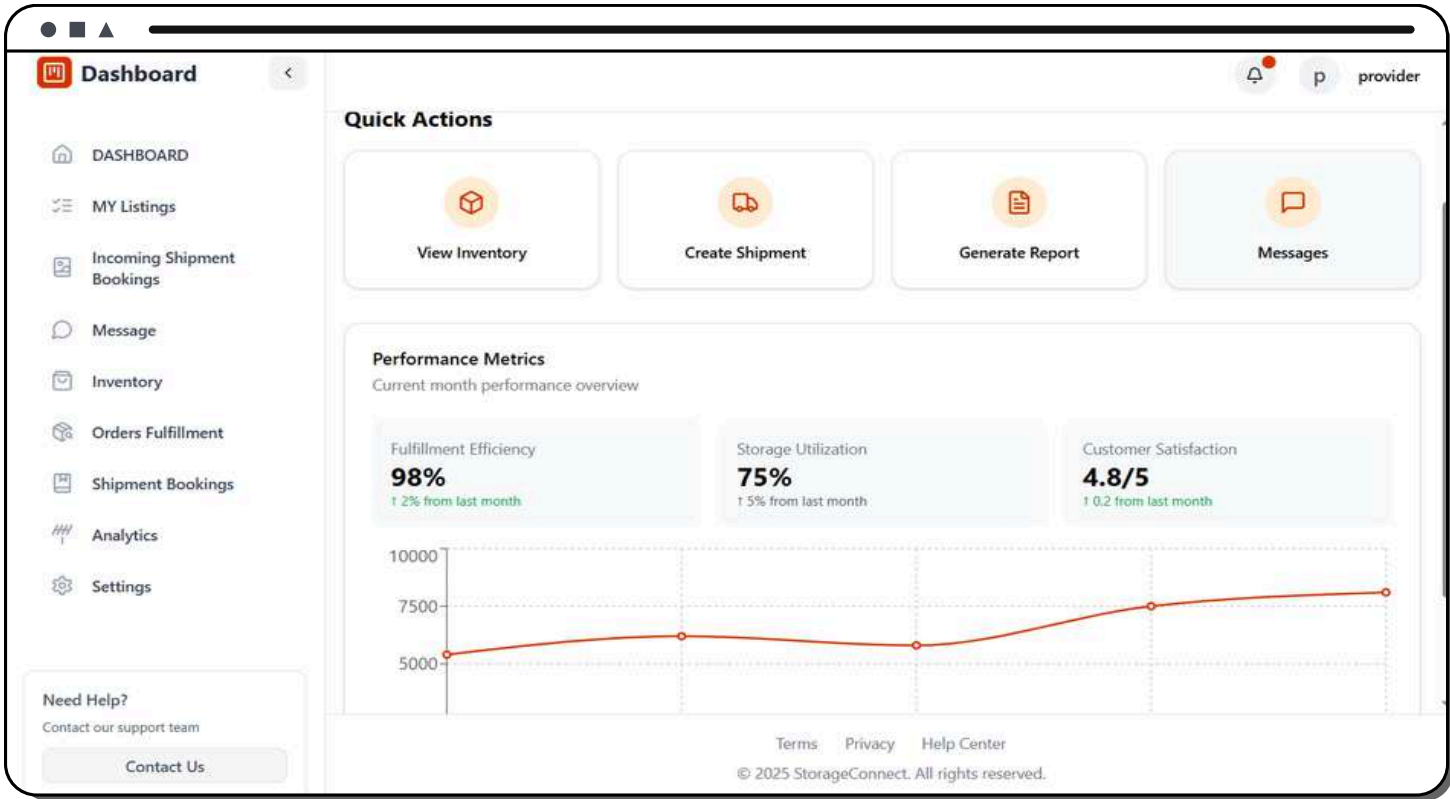 Dashboard
p
provider
DASHBOARD
MY Listings
Incoming Shipment
Bookings
Message
Inventory
Orders Fulfillment
Shipment Bookings
Analytics
Settings
Need Help?
Contact our support team
Contact Us
Quick Actions
View Inventory
Create Shipment
Generate Report
Messages
Performance Metrics
Current month performance overview
Fulfillment Efficiency
98%
↑ 2% from last month
Storage Utilization
75%
↑ 5% from last month
Customer Satisfaction
4.8/5
↑ 0.2 from last month
10000
7500
5000
Terms Privacy Help Center
© 2025 StorageConnect. All rights reserved.